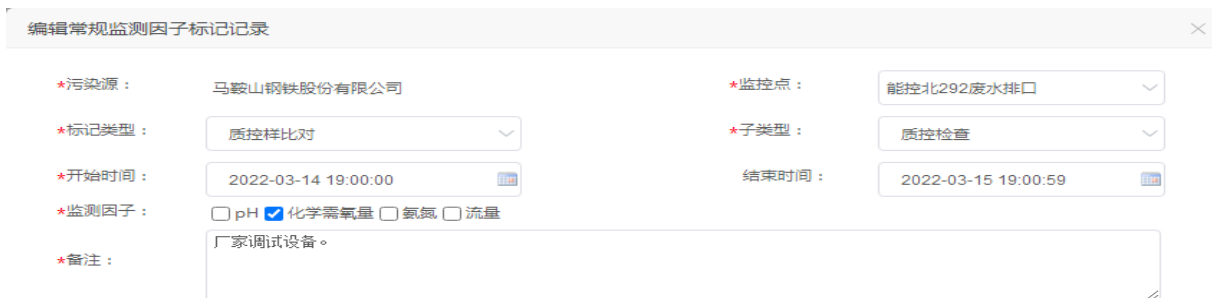 编辑常规监测因子标记记录
*污染源： 马鞍山钢铁股份有限公司 *监控点： 能控北292废水排口
*标记类型： 质控样比对 *子类型： 质控检查
*开始时间： 2022-03-14 19:00:00 结束时间： 2022-03-15 19:00:59
*监测因子： pH 化学需氧量 氨氮 流量
*备注： 厂家调试设备。